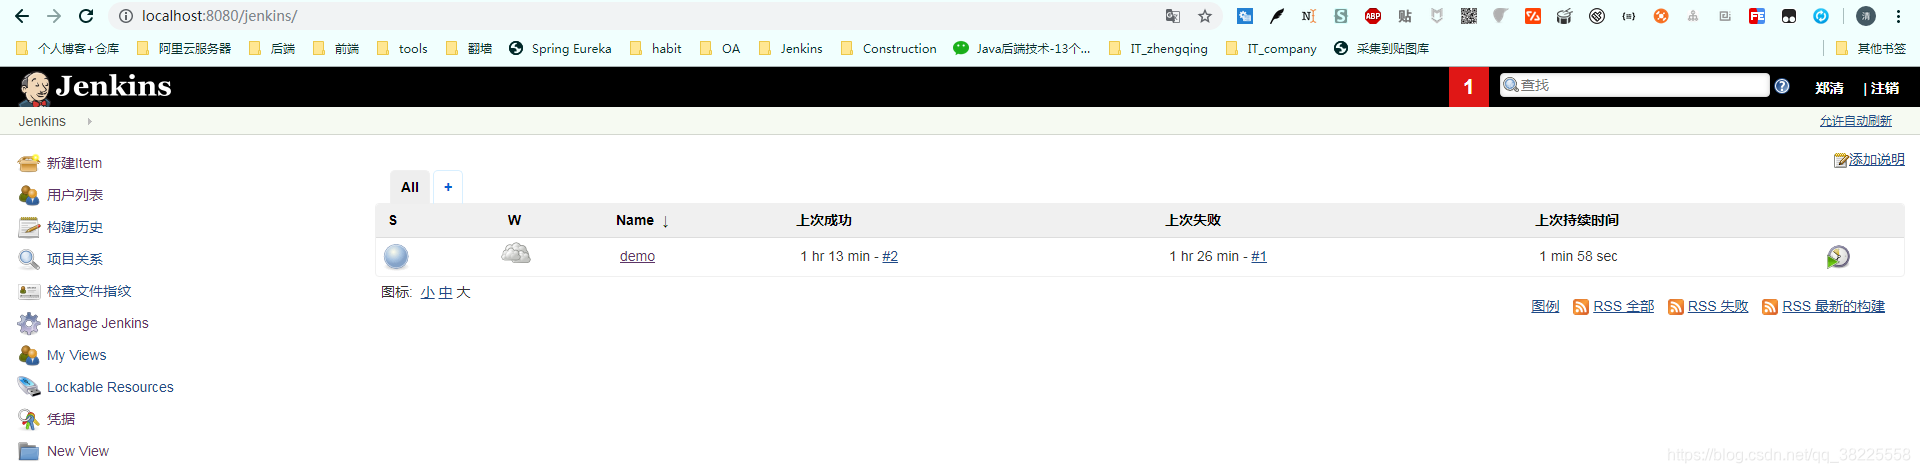 localhost:8080/jenkins/
个人博客+仓库 阿里云服务器 后端 前端 tools 翻墙 Spring Eureka habit OA Jenkins Construction Java后端技术-13个... IT_zhengqing IT_company 采集到贴图库 其他书签
Jenkins 1 查找 郑清 | 注销
Jenkins 允许自动刷新
添加说明
新建Item
用户列表
构建历史
项目关系
检查文件指纹
Manage Jenkins
My Views
Lockable Resources
凭据
New View
All +
S W Name ↓ 上次成功 上次失败 上次持续时间
demo 1 hr 13 min - #2 1 hr 26 min - #1 1 min 58 sec
图标: 小 中 大
图例 RSS 全部 RSS 失败 RSS 最新的构建
https://blog.csdn.net/qq_38225558